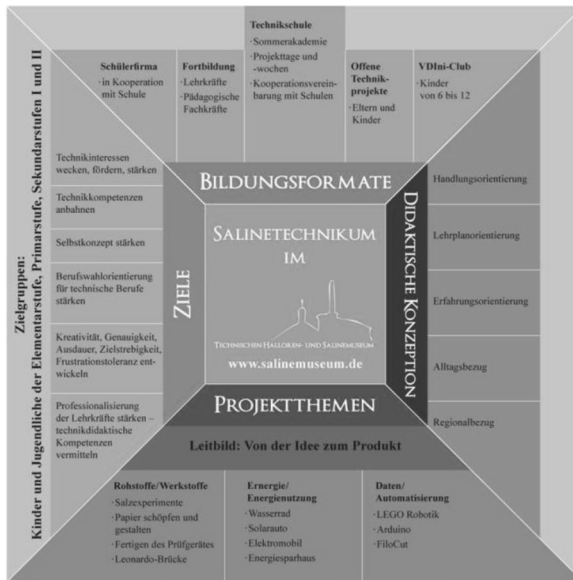 Zielgruppen:
Kinder und Jugendliche der Elementarstufe, Primarstufe, Sekundarstufen I und II
Schülerfirma
· in Kooperation
mit Schule
Fortbildung
· Lehrkräfte
· Pädagogische
Fachkräfte
Technikschule
· Sommerakademie
· Projekttage und
-wochen
· Kooperationsverein-
barung mit Schulen
Offene
Technik-
projekte
· Eltern und
Kinder
VDIni-Club
· Kinder
von 6 bis 12
BILDUNGSFORMATE
Technikinteressen
wecken, fördern, stärken
Technikkompetenzen
anbahnen
Selbstkonzept stärken
Berufswahlorientierung
für technische Berufe
stärken
Kreativität, Genauigkeit,
Ausdauer, Zielstrebigkeit,
Frustrationstoleranz ent-
wickeln
Professionalisierung
der Lehrkräfte stärken –
technikdidaktische
Kompetenzen
vermitteln
ZIELE
SALINETECHNIKUM
IM
TECHNISCHEN HALLOREN- UND SALINEMUSEUM
www.salinemuseum.de
DIDAKTISCHE KONZEPTION
Handlungsorientierung
Lehrplanorientierung
Erfahrungsorientierung
Alltagsbezug
Regionalbezug
PROJEKTTHEMEN
Leitbild: Von der Idee zum Produkt
Rohstoffe/Werkstoffe
· Salzexperimente
· Papier schöpfen und
gestalten
· Fertigen des Prüfgerätes
· Leonardo-Brücke
Ernergie/
Energienutzung
· Wasserrad
· Solarauto
· Elektromobil
· Energiesparhaus
Daten/
Automatisierung
· LEGO Robotik
· Arduino
· FiloCut